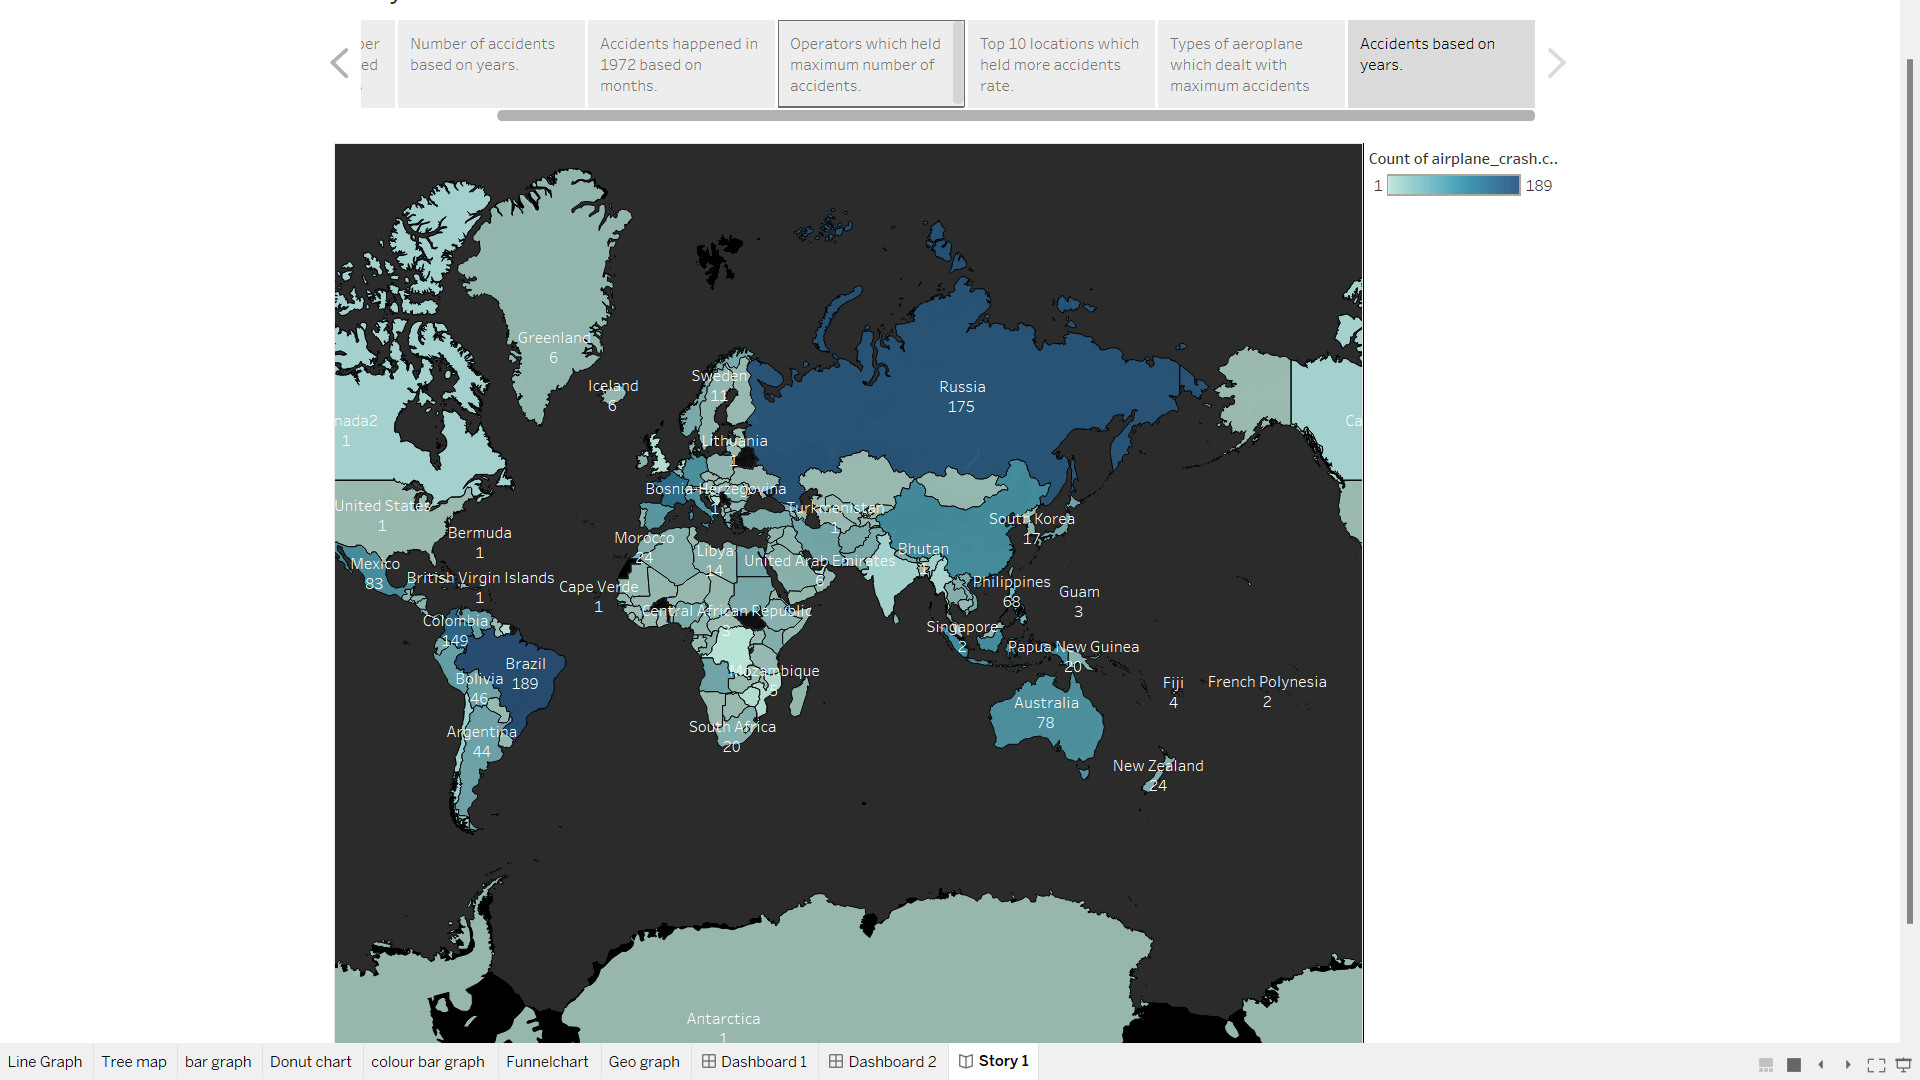 Number of accidents
based on years.
Accidents happened in
1972 based on
months.
Operators which held
maximum number of
accidents.
Top 10 locations which
held more accidents
rate.
Types of aeroplane
which dealt with
maximum accidents
Accidents based on
years.
Count of airplane_crash.c..
1
189
Greenland
6
Iceland
6
Sweden
11
Russia
175
nada2
1
Ca
Lithuania
1
Bosnia-Herzegovina
1
Turkmenistan
1
United States
1
Bermuda
1
South Korea
17
Morocco
24
Libya
14
United Arab Emirates
6
Bhutan
1
Mexico
83
British Virgin Islands
1
Cape Verde
1
Philippines
68
Guam
3
Central African Republic
Colombia
149
Singapore
2
Papua New Guinea
20
Brazil
189
Bolivia
46
Mozambique
5
Fiji
4
French Polynesia
2
Australia
78
Argentina
44
South Africa
20
New Zealand
24
Antarctica
1
Line Graph
Tree map
bar graph
Donut chart
colour bar graph
Funnelchart
Geo graph
Dashboard 1
Dashboard 2
Story 1